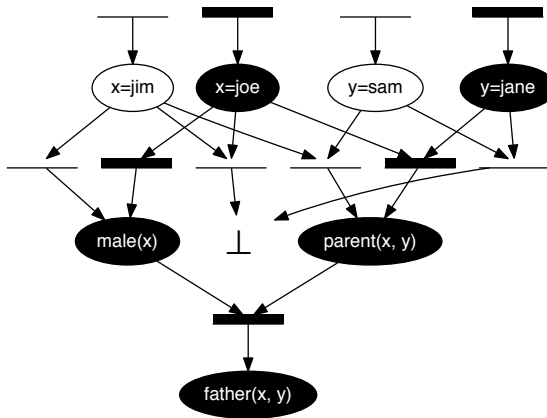 x=jim x=joe y=sam y=jane
male(x) ⊥ parent(x, y)
father(x, y)